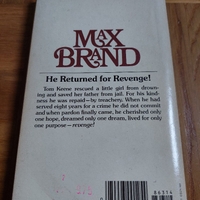 MAX
BRAND
He Returned for Revenge!
Tom Keene rescued a little girl from drown-
ing and saved her father from jail. For his kind-
ness he was repaid—by treachery. When he had
served eight years for a crime he did not commit
and when pardon finally came, he cherished only
one hope, dreamed only one dream, lived for only
one purpose—revenge!